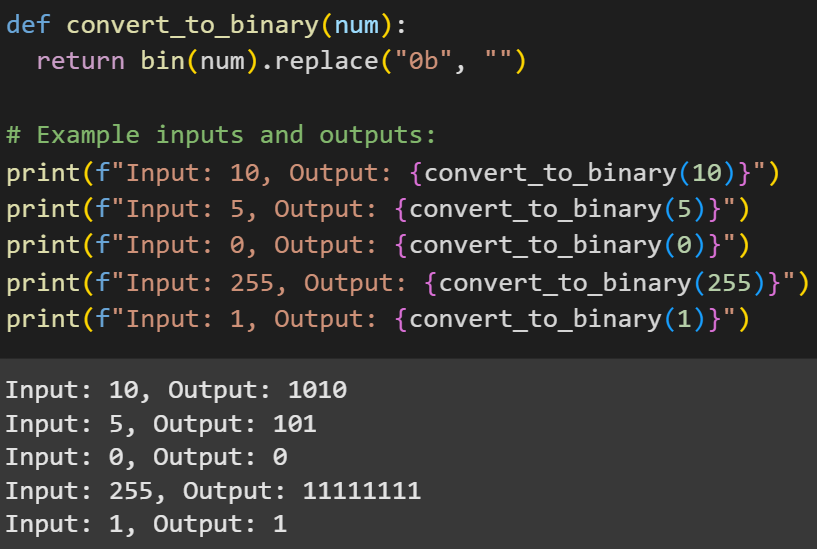 def convert_to_binary(num):
  return bin(num).replace("0b", "")

# Example inputs and outputs:
print(f"Input: 10, Output: {convert_to_binary(10)}")
print(f"Input: 5, Output: {convert_to_binary(5)}")
print(f"Input: 0, Output: {convert_to_binary(0)}")
print(f"Input: 255, Output: {convert_to_binary(255)}")
print(f"Input: 1, Output: {convert_to_binary(1)}")

Input: 10, Output: 1010
Input: 5, Output: 101
Input: 0, Output: 0
Input: 255, Output: 11111111
Input: 1, Output: 1